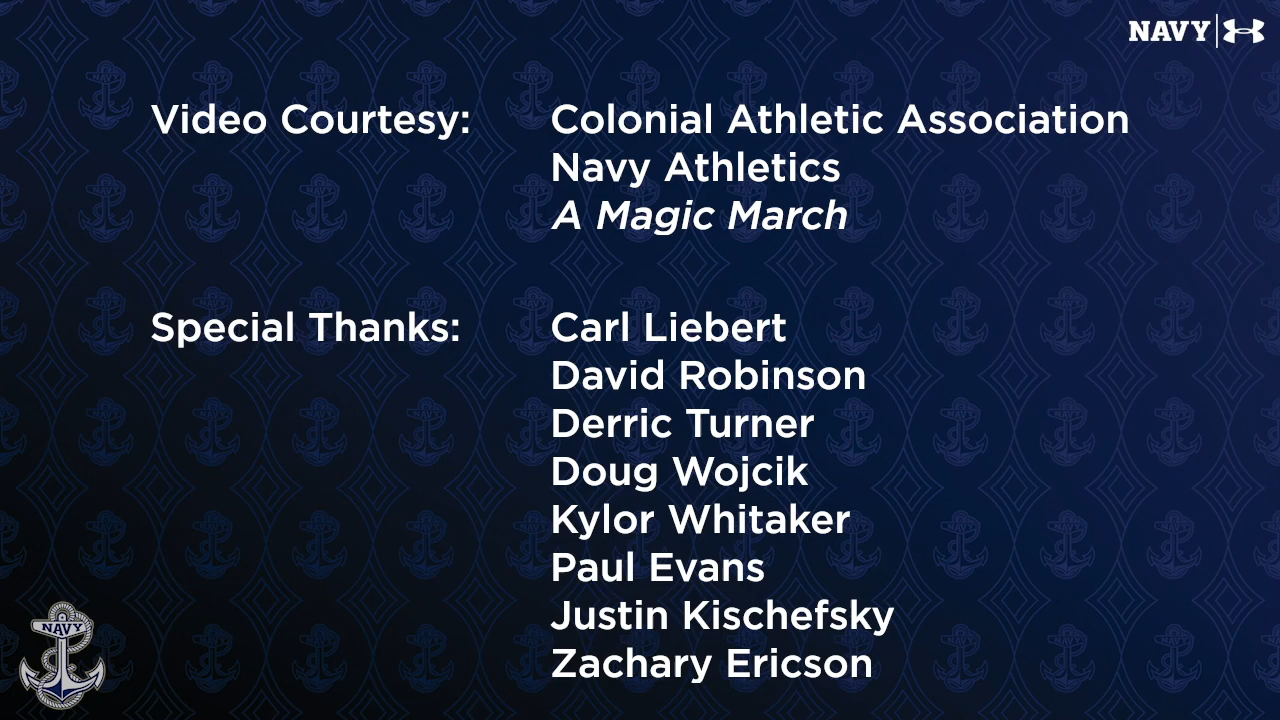 NAVY
Video Courtesy: Colonial Athletic Association
Navy Athletics
A Magic March
Special Thanks: Carl Liebert
David Robinson
Derric Turner
Doug Wojcik
Kylor Whitaker
Paul Evans
Justin Kischefsky
Zachary Ericson
NAVY